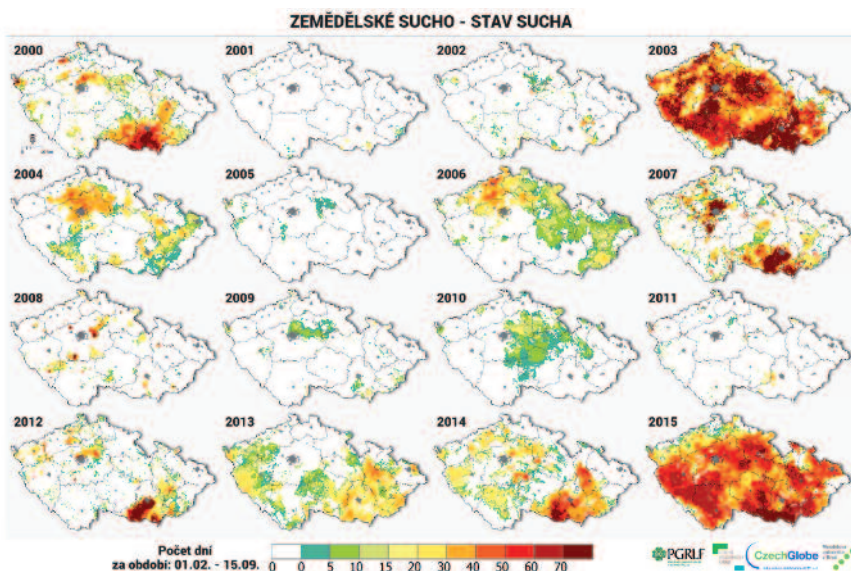 ZEMĚDĚLSKÉ SUCHO - STAV SUCHA
2000 2001 2002 2003
2004 2005 2006 2007
2008 2009 2010 2011
2012 2013 2014 2015
Počet dní
za období: 01.02. - 15.09.
0 0 5 10 15 20 30 40 50 60 70
PGRLF
CzechGlobe